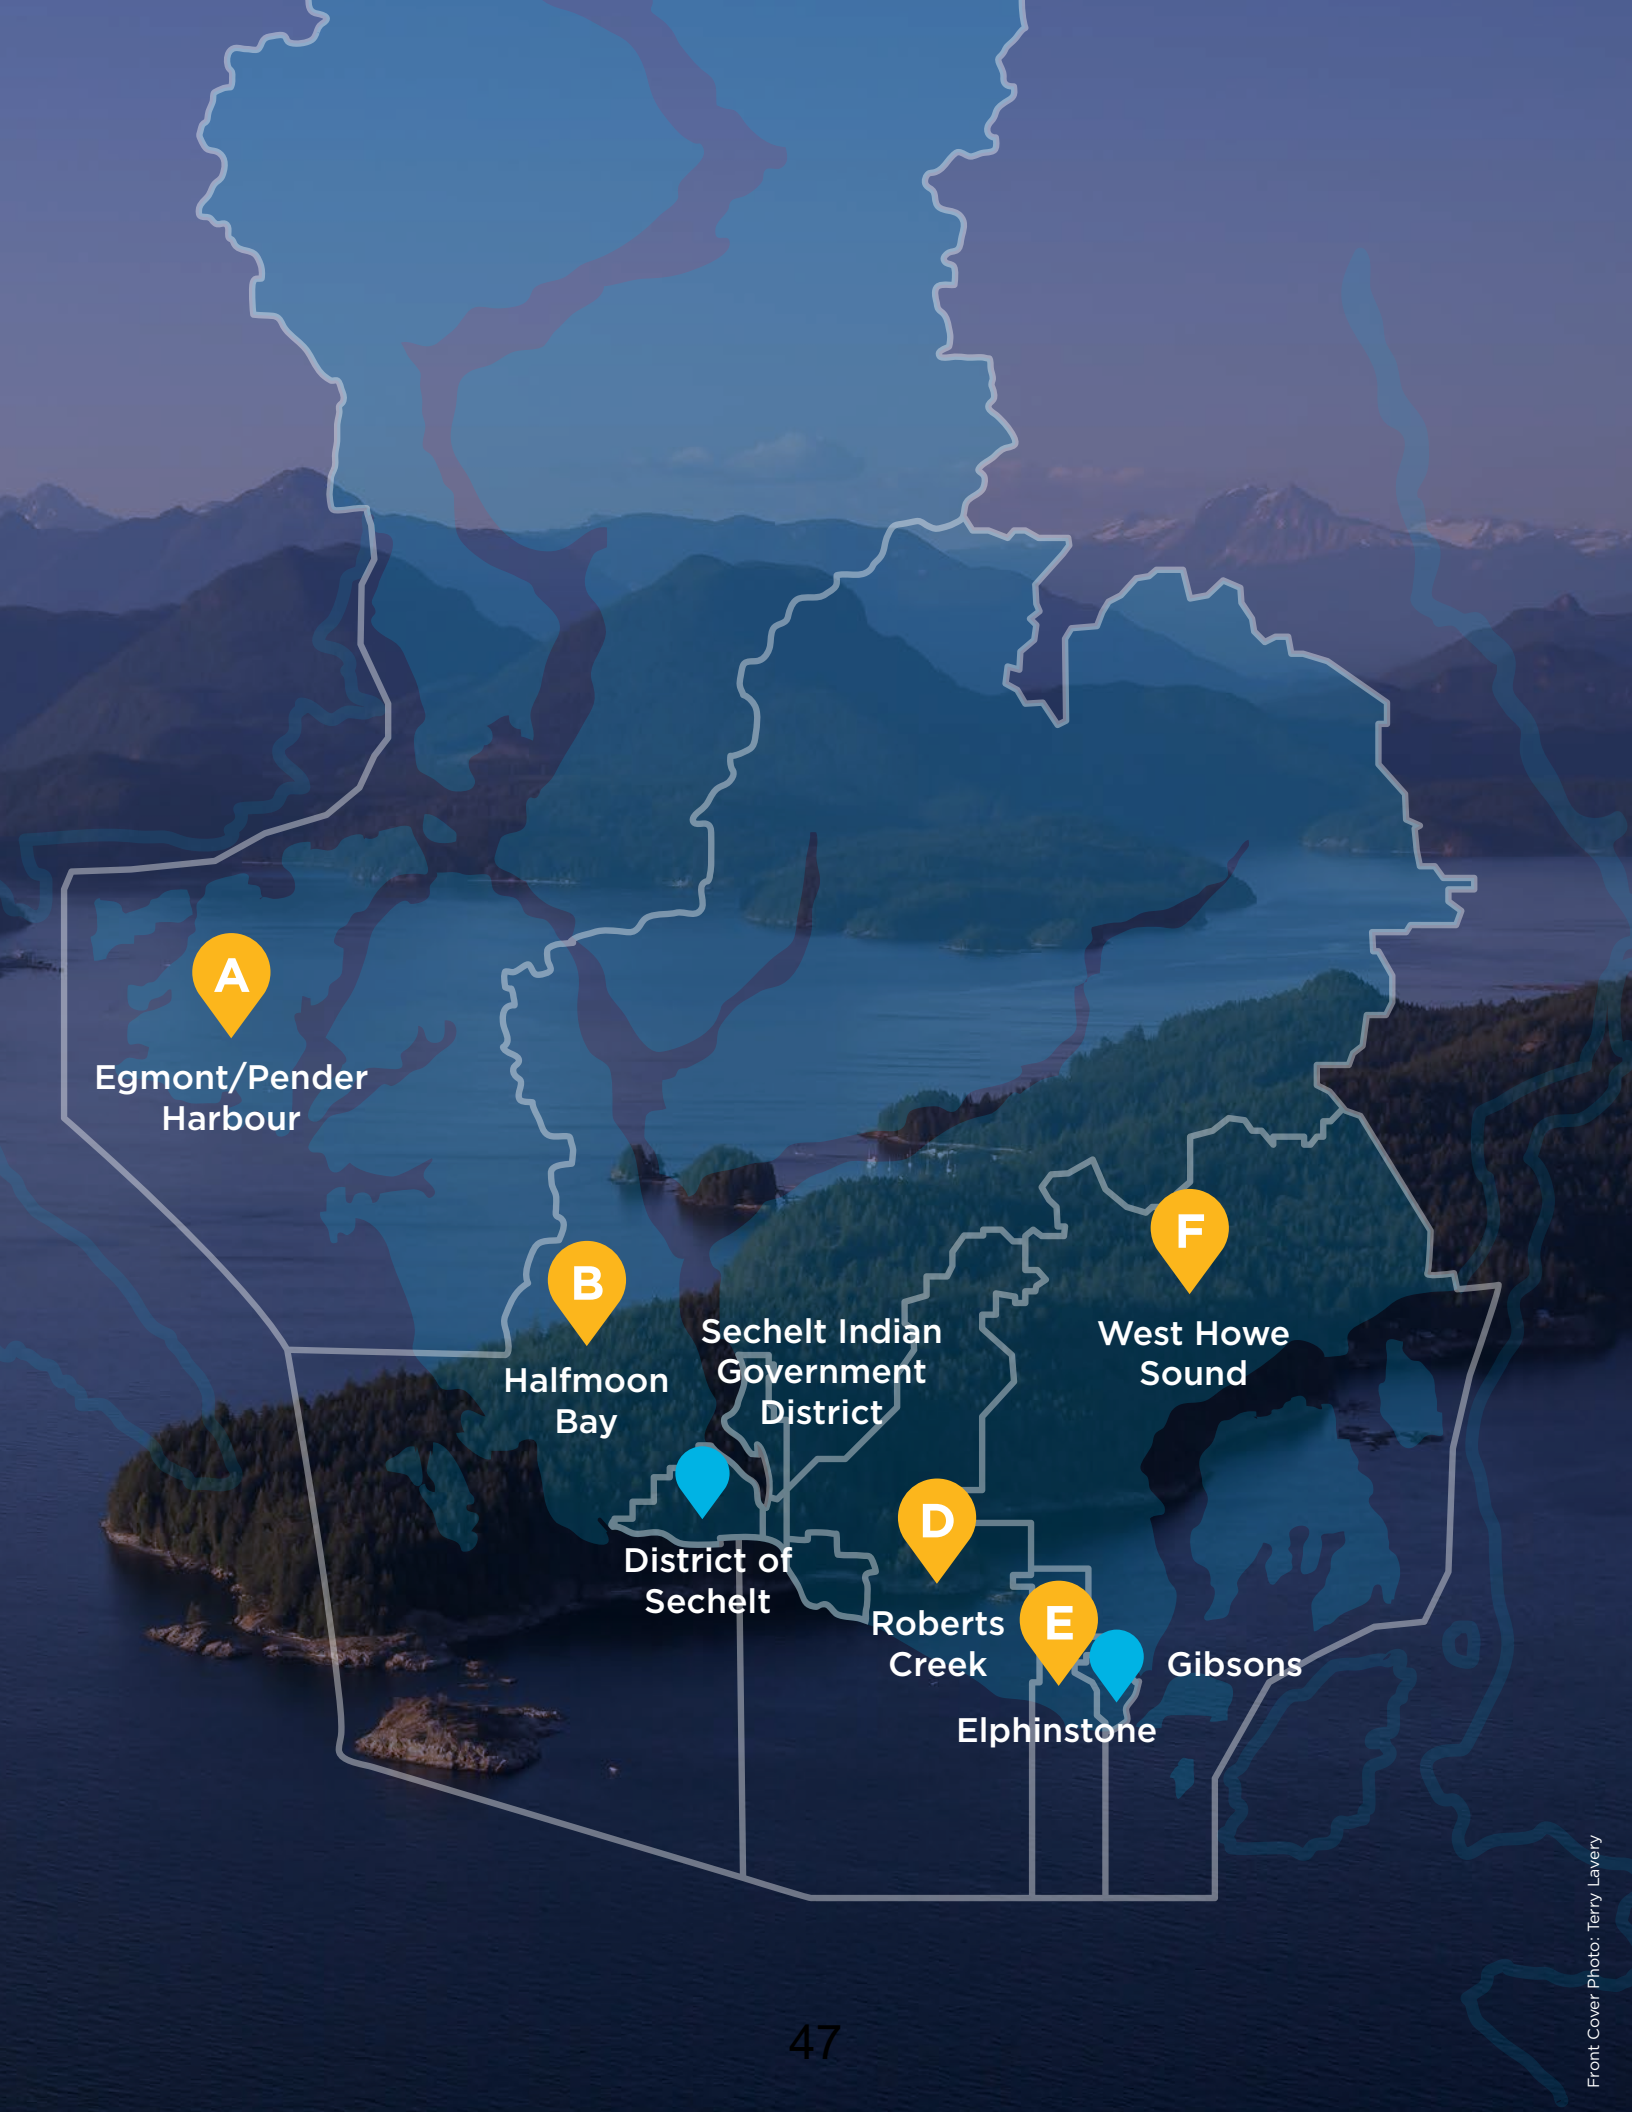 A
Egmont/Pender
Harbour
B
Halfmoon
Bay
Sechelt Indian
Government
District
F
West Howe
Sound
District of
Sechelt
D
Roberts
Creek
E
Gibsons
Elphinstone
Front Cover Photo: Terry Lavery
47